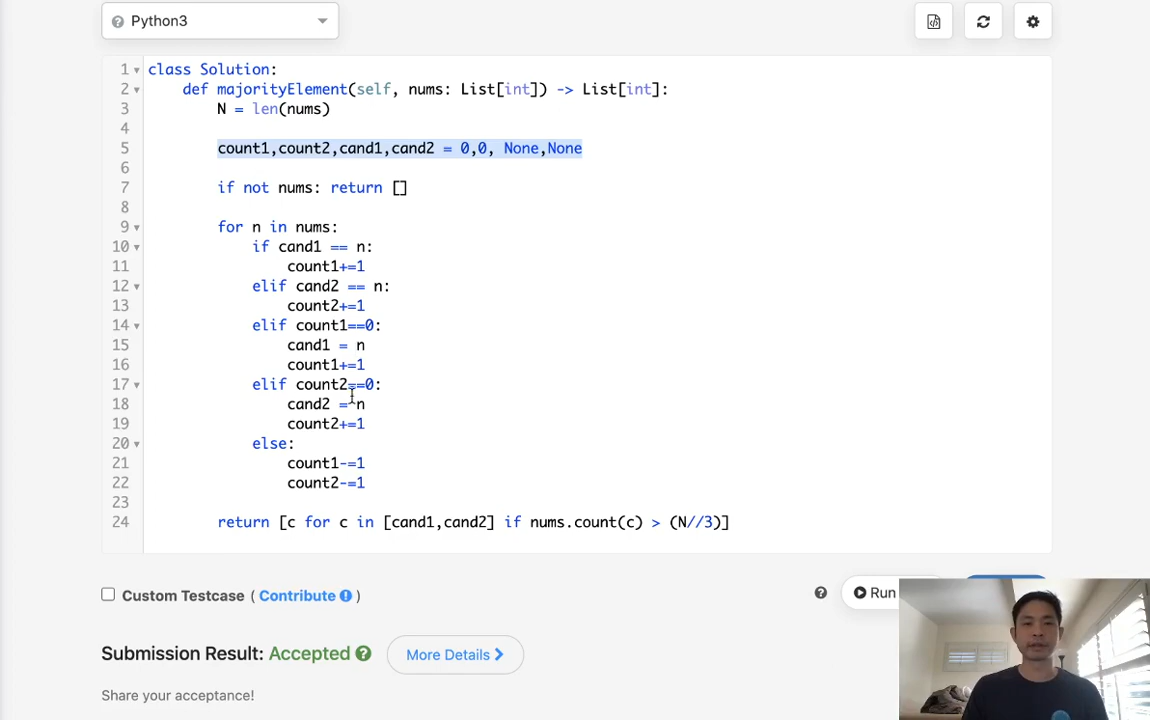 Python3
1 class Solution:
2 def majorityElement(self, nums: List[int]) -> List[int]:
3 N = len(nums)
4
5 count1,count2,cand1,cand2 = 0,0, None,None
6
7 if not nums: return []
8
9 for n in nums:
10 if cand1 == n:
11 count1+=1
12 elif cand2 == n:
13 count2+=1
14 elif count1==0:
15 cand1 = n
16 count1+=1
17 elif count2==0:
18 cand2 = n
19 count2+=1
20 else:
21 count1-=1
22 count2-=1
23
24 return [c for c in [cand1,cand2] if nums.count(c) > (N//3)]
Custom Testcase ( Contribute )
Run
Submission Result: Accepted
More Details
Share your acceptance!